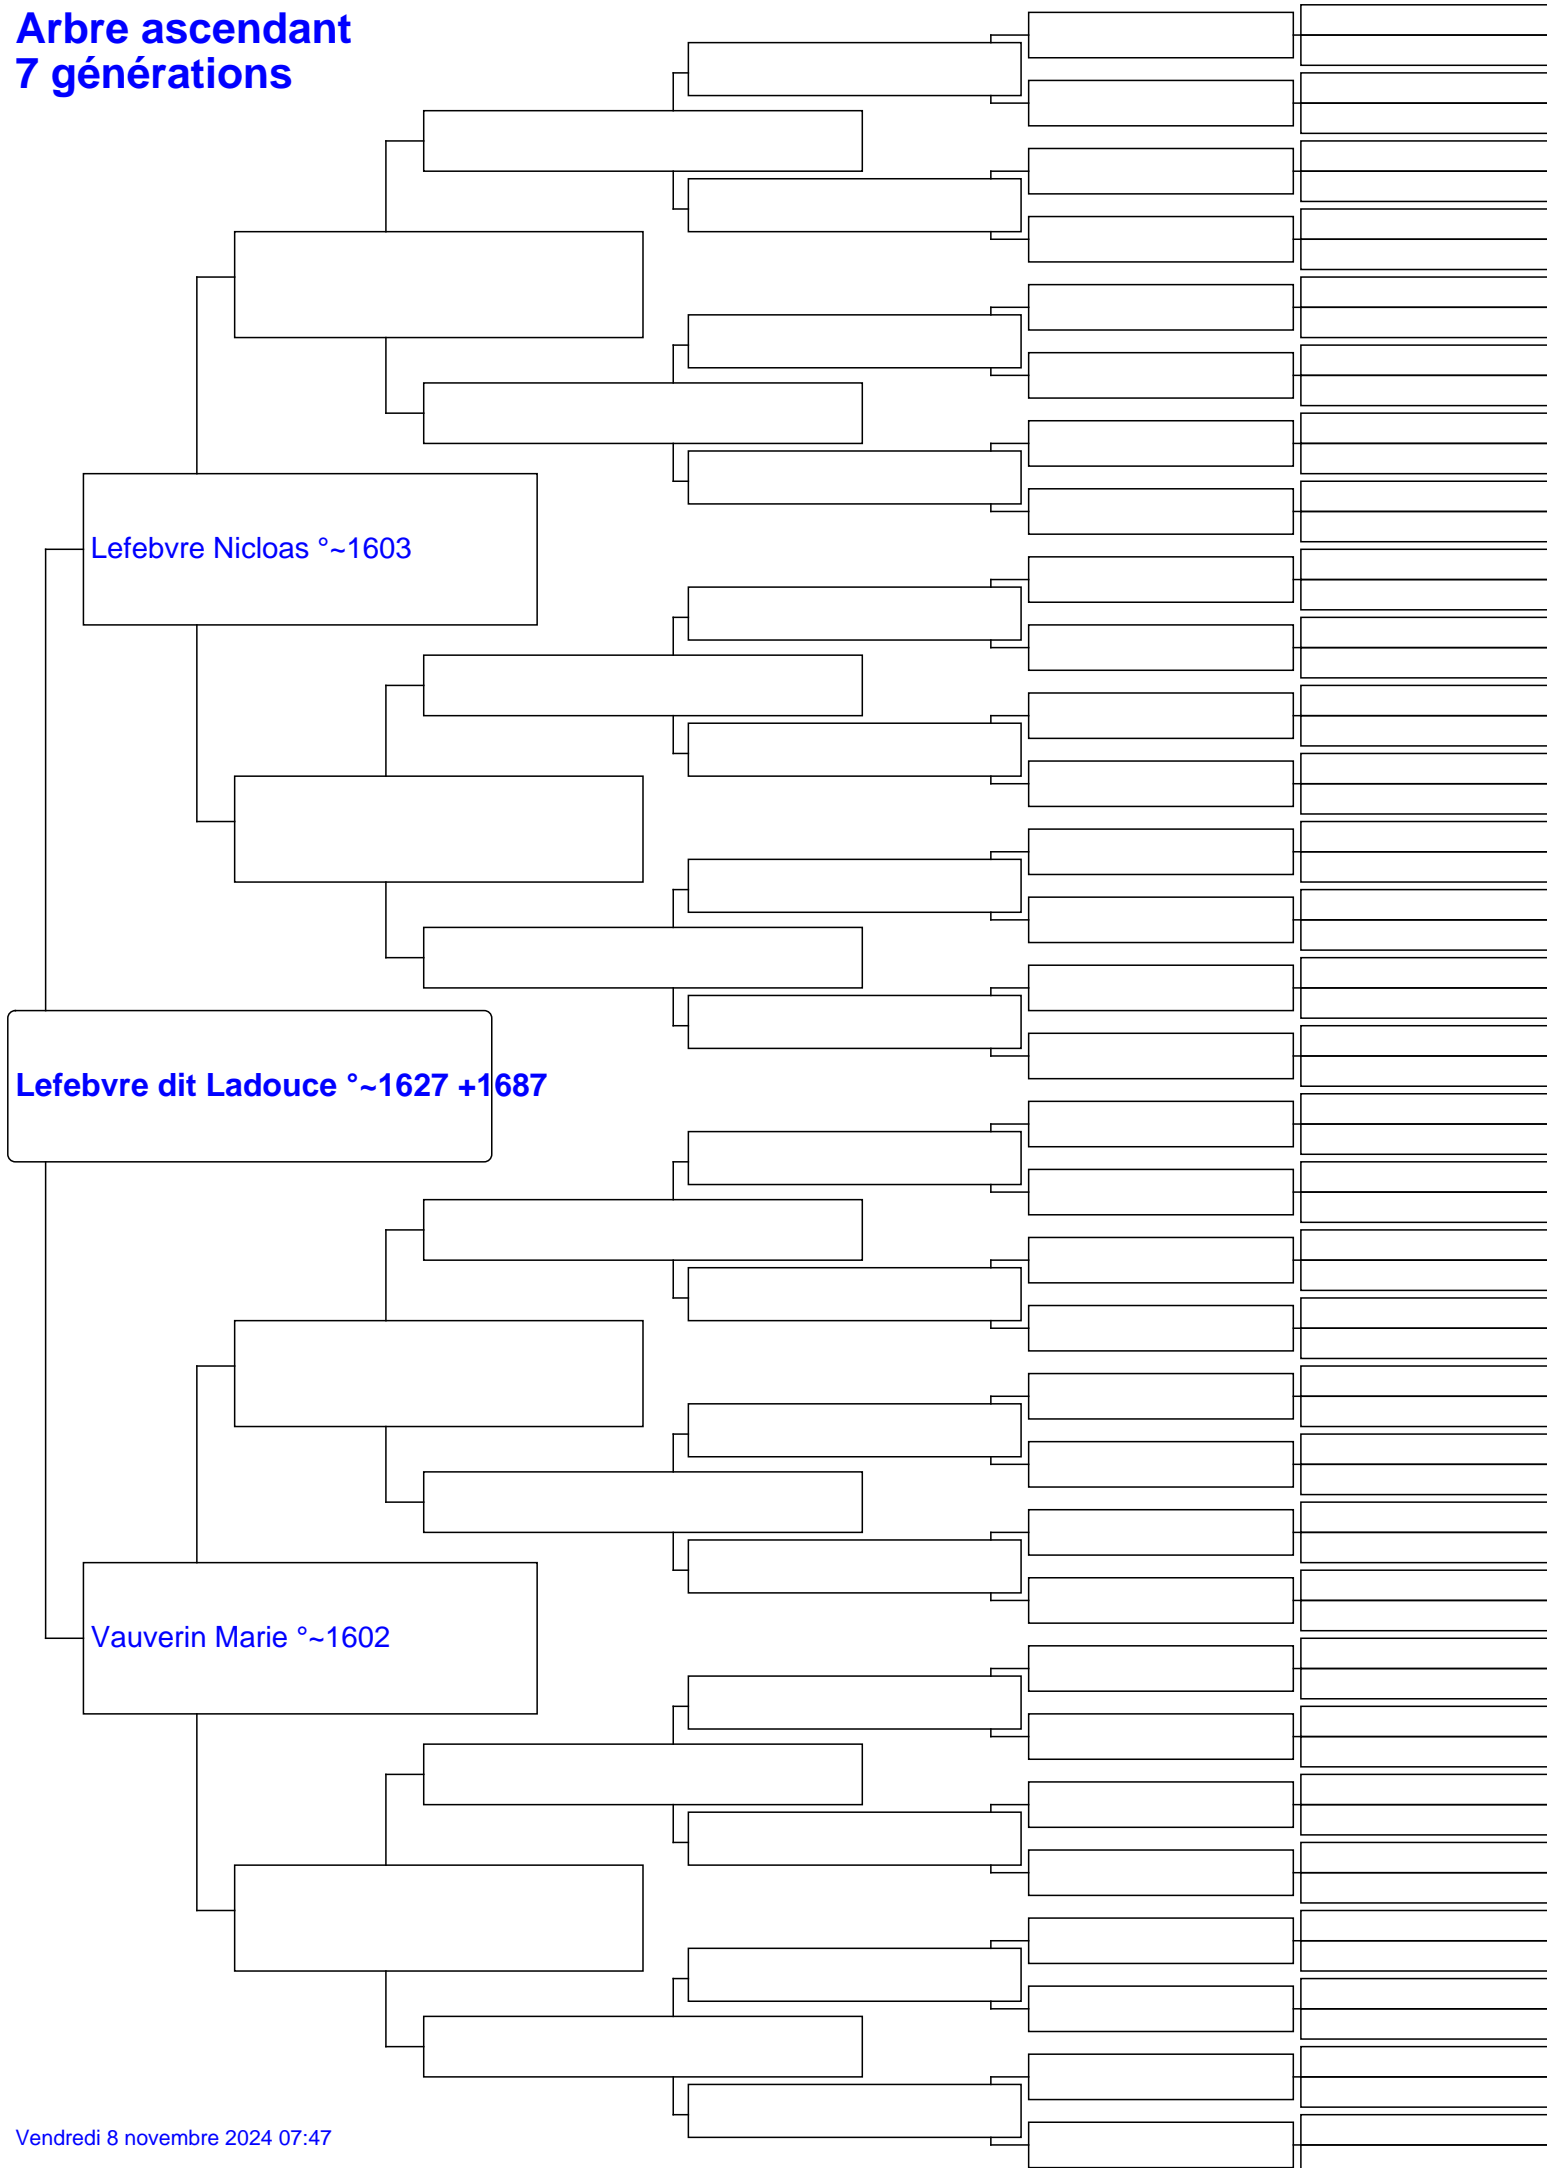 Arbre ascendant
7 générations
Lefebvre Nicloas °~1603
Lefebvre dit Ladouce °~1627 +1687
Vauverin Marie °~1602
Vendredi 8 novembre 2024 07:47